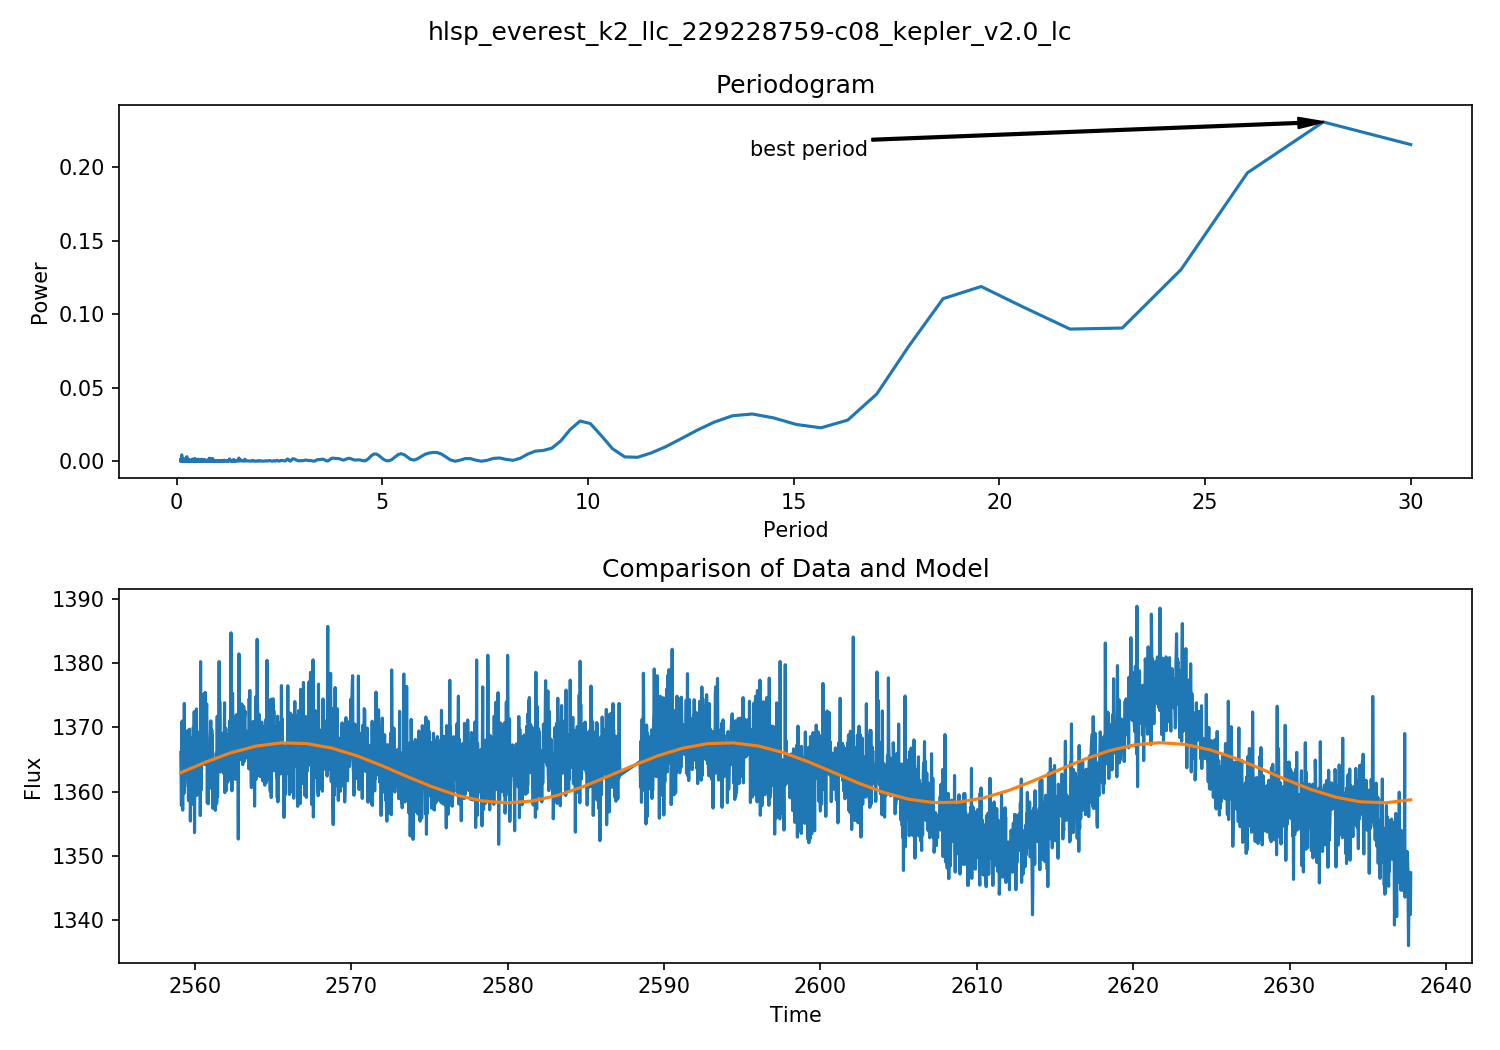 hlsp_everest_k2_llc_229228759-c08_kepler_v2.0_lc
Periodogram
best period
Power
0.20
0.15
0.10
0.05
0.00
0 5 10 15 20 25 30
Period
Comparison of Data and Model
Flux
1390
1380
1370
1360
1350
1340
2560 2570 2580 2590 2600 2610 2620 2630 2640
Time